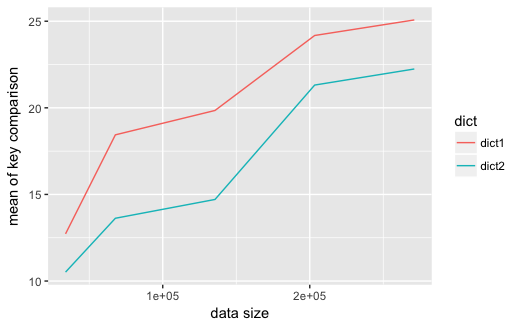 25
20
15
10
mean of key comparison
1e+05
2e+05
data size
dict
dict1
dict2